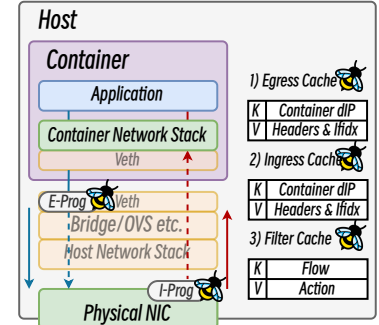 Host
Container
Application
Container Network Stack
Veth
E-Prog
Veth
Bridge/OVS etc.
Host Network Stack
I-Prog
Physical NIC
1) Egress Cache
K Container dIP
V Headers & Ifidx
2) Ingress Cache
K Container dIP
V Headers & Ifidx
3) Filter Cache
K Flow
V Action